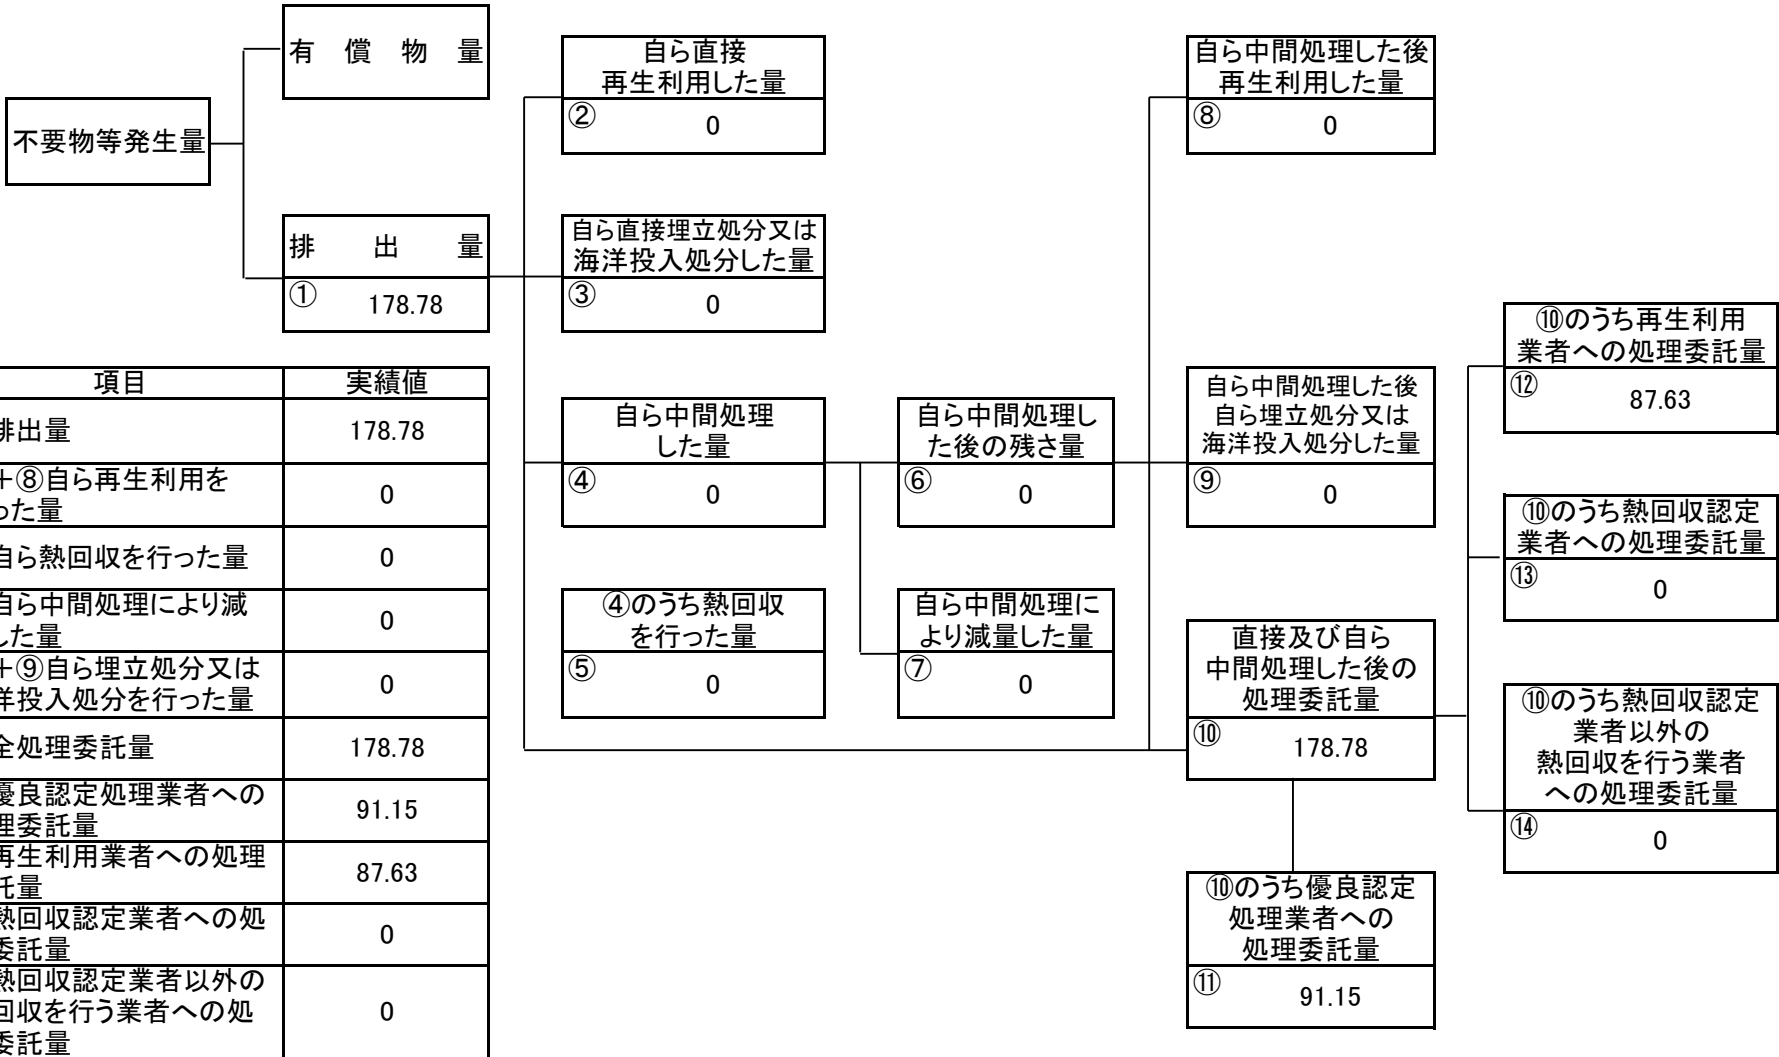 有 償 物 量
不要物等発生量
排 出 量
① 178.78
自ら直接
再生利用した量
② 0
自ら直接埋立処分又は
海洋投入処分した量
③ 0
自ら中間処理
した量
④ 0
④のうち熱回収
を行った量
⑤ 0
自ら中間処理し
た後の残さ量
⑥ 0
自ら中間処理に
より減量した量
⑦ 0
自ら中間処理した後
再生利用した量
⑧ 0
自ら中間処理した後
自ら埋立処分又は
海洋投入処分した量
⑨ 0
直接及び自ら
中間処理した後の
処理委託量
⑩ 178.78
⑩のうち優良認定
処理業者への
処理委託量
⑪ 91.15
⑩のうち再生利用
業者への処理委託量
⑫ 87.63
⑩のうち熱回収認定
業者への処理委託量
⑬ 0
⑩のうち熱回収認定
業者以外の
熱回収を行う業者
への処理委託量
⑭ 0
項目 実績値
排出量 178.78
+⑧自ら再生利用を
った量 0
自ら熱回収を行った量 0
自ら中間処理により減
した量 0
+⑨自ら埋立処分又は
洋投入処分を行った量 0
全処理委託量 178.78
優良認定処理業者への
理委託量 91.15
再生利用業者への処理
託量 87.63
熱回収認定業者への処
委託量 0
熱回収認定業者以外の
回収を行う業者への処
委託量 0